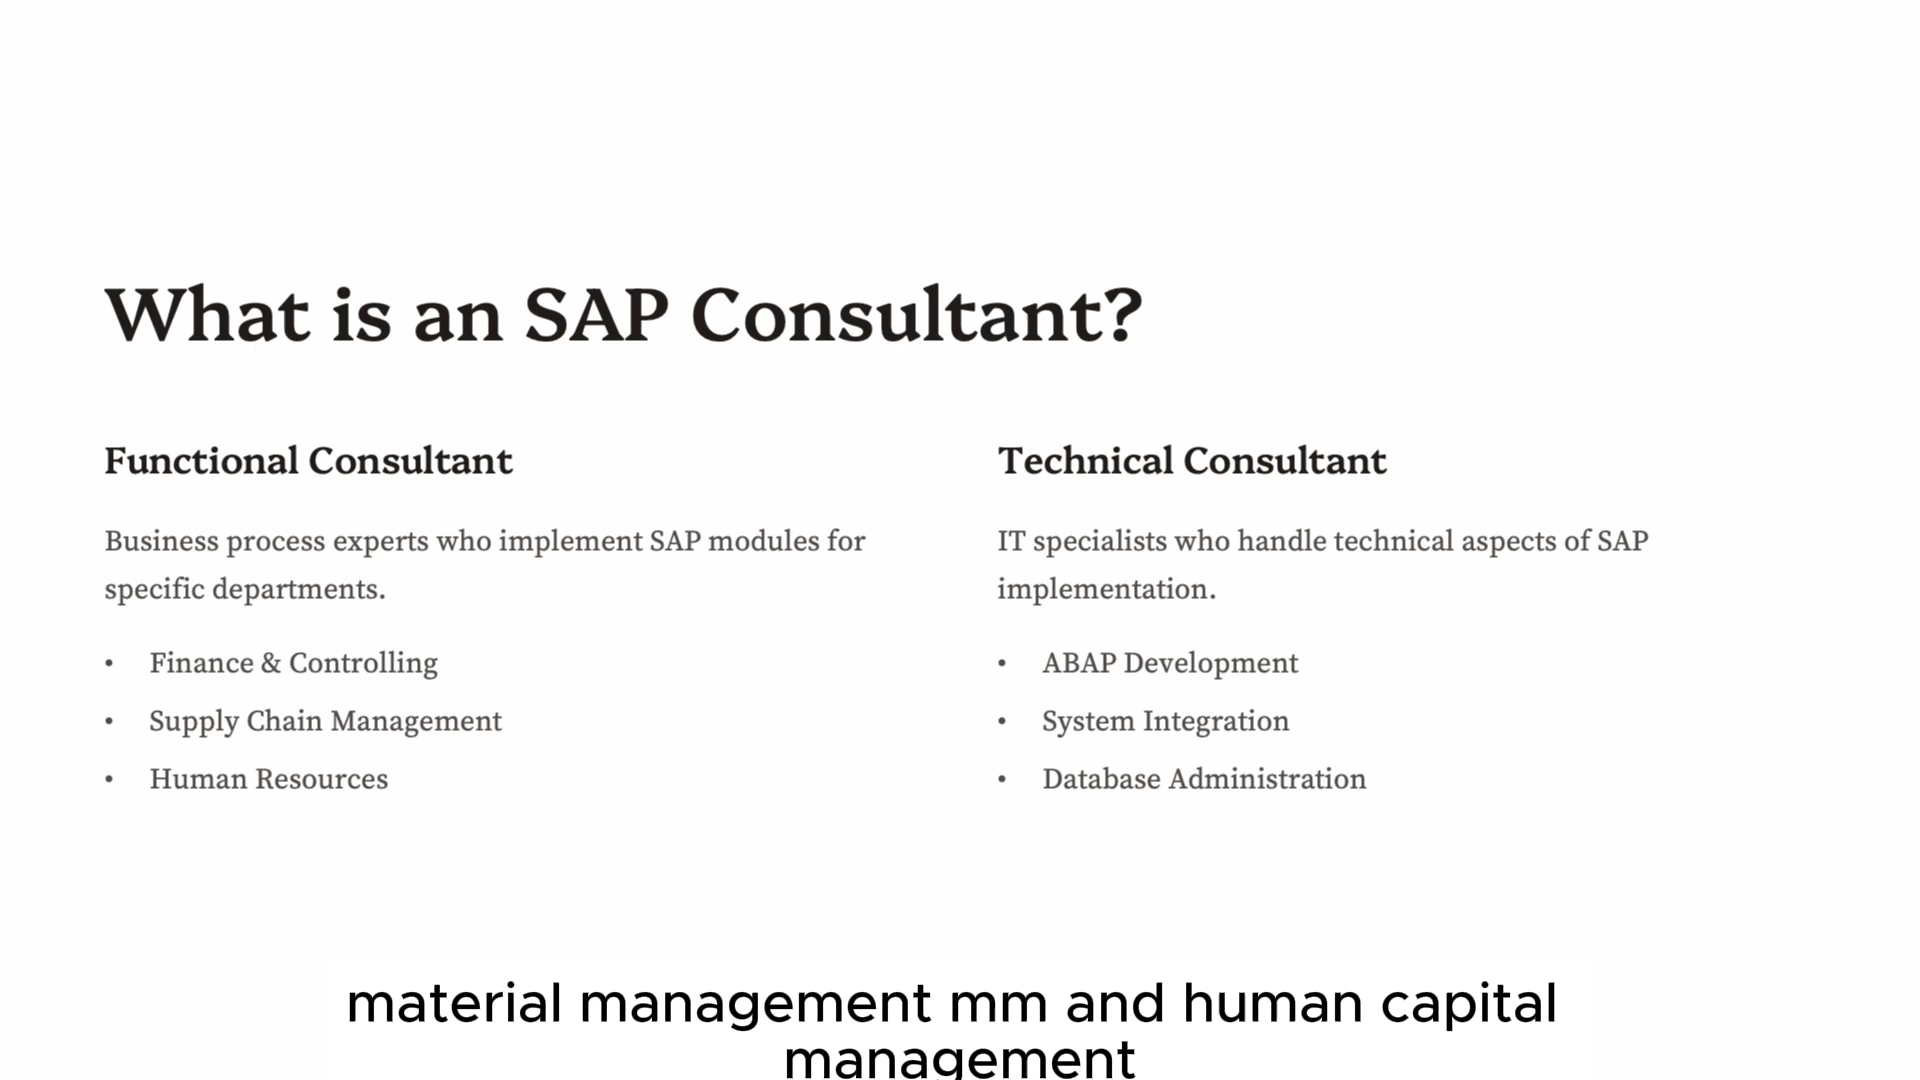 What is an SAP Consultant?
Functional Consultant
Business process experts who implement SAP modules for
specific departments.
• Finance & Controlling
• Supply Chain Management
• Human Resources
Technical Consultant
IT specialists who handle technical aspects of SAP
implementation.
• ABAP Development
• System Integration
• Database Administration
material management mm and human capital
management